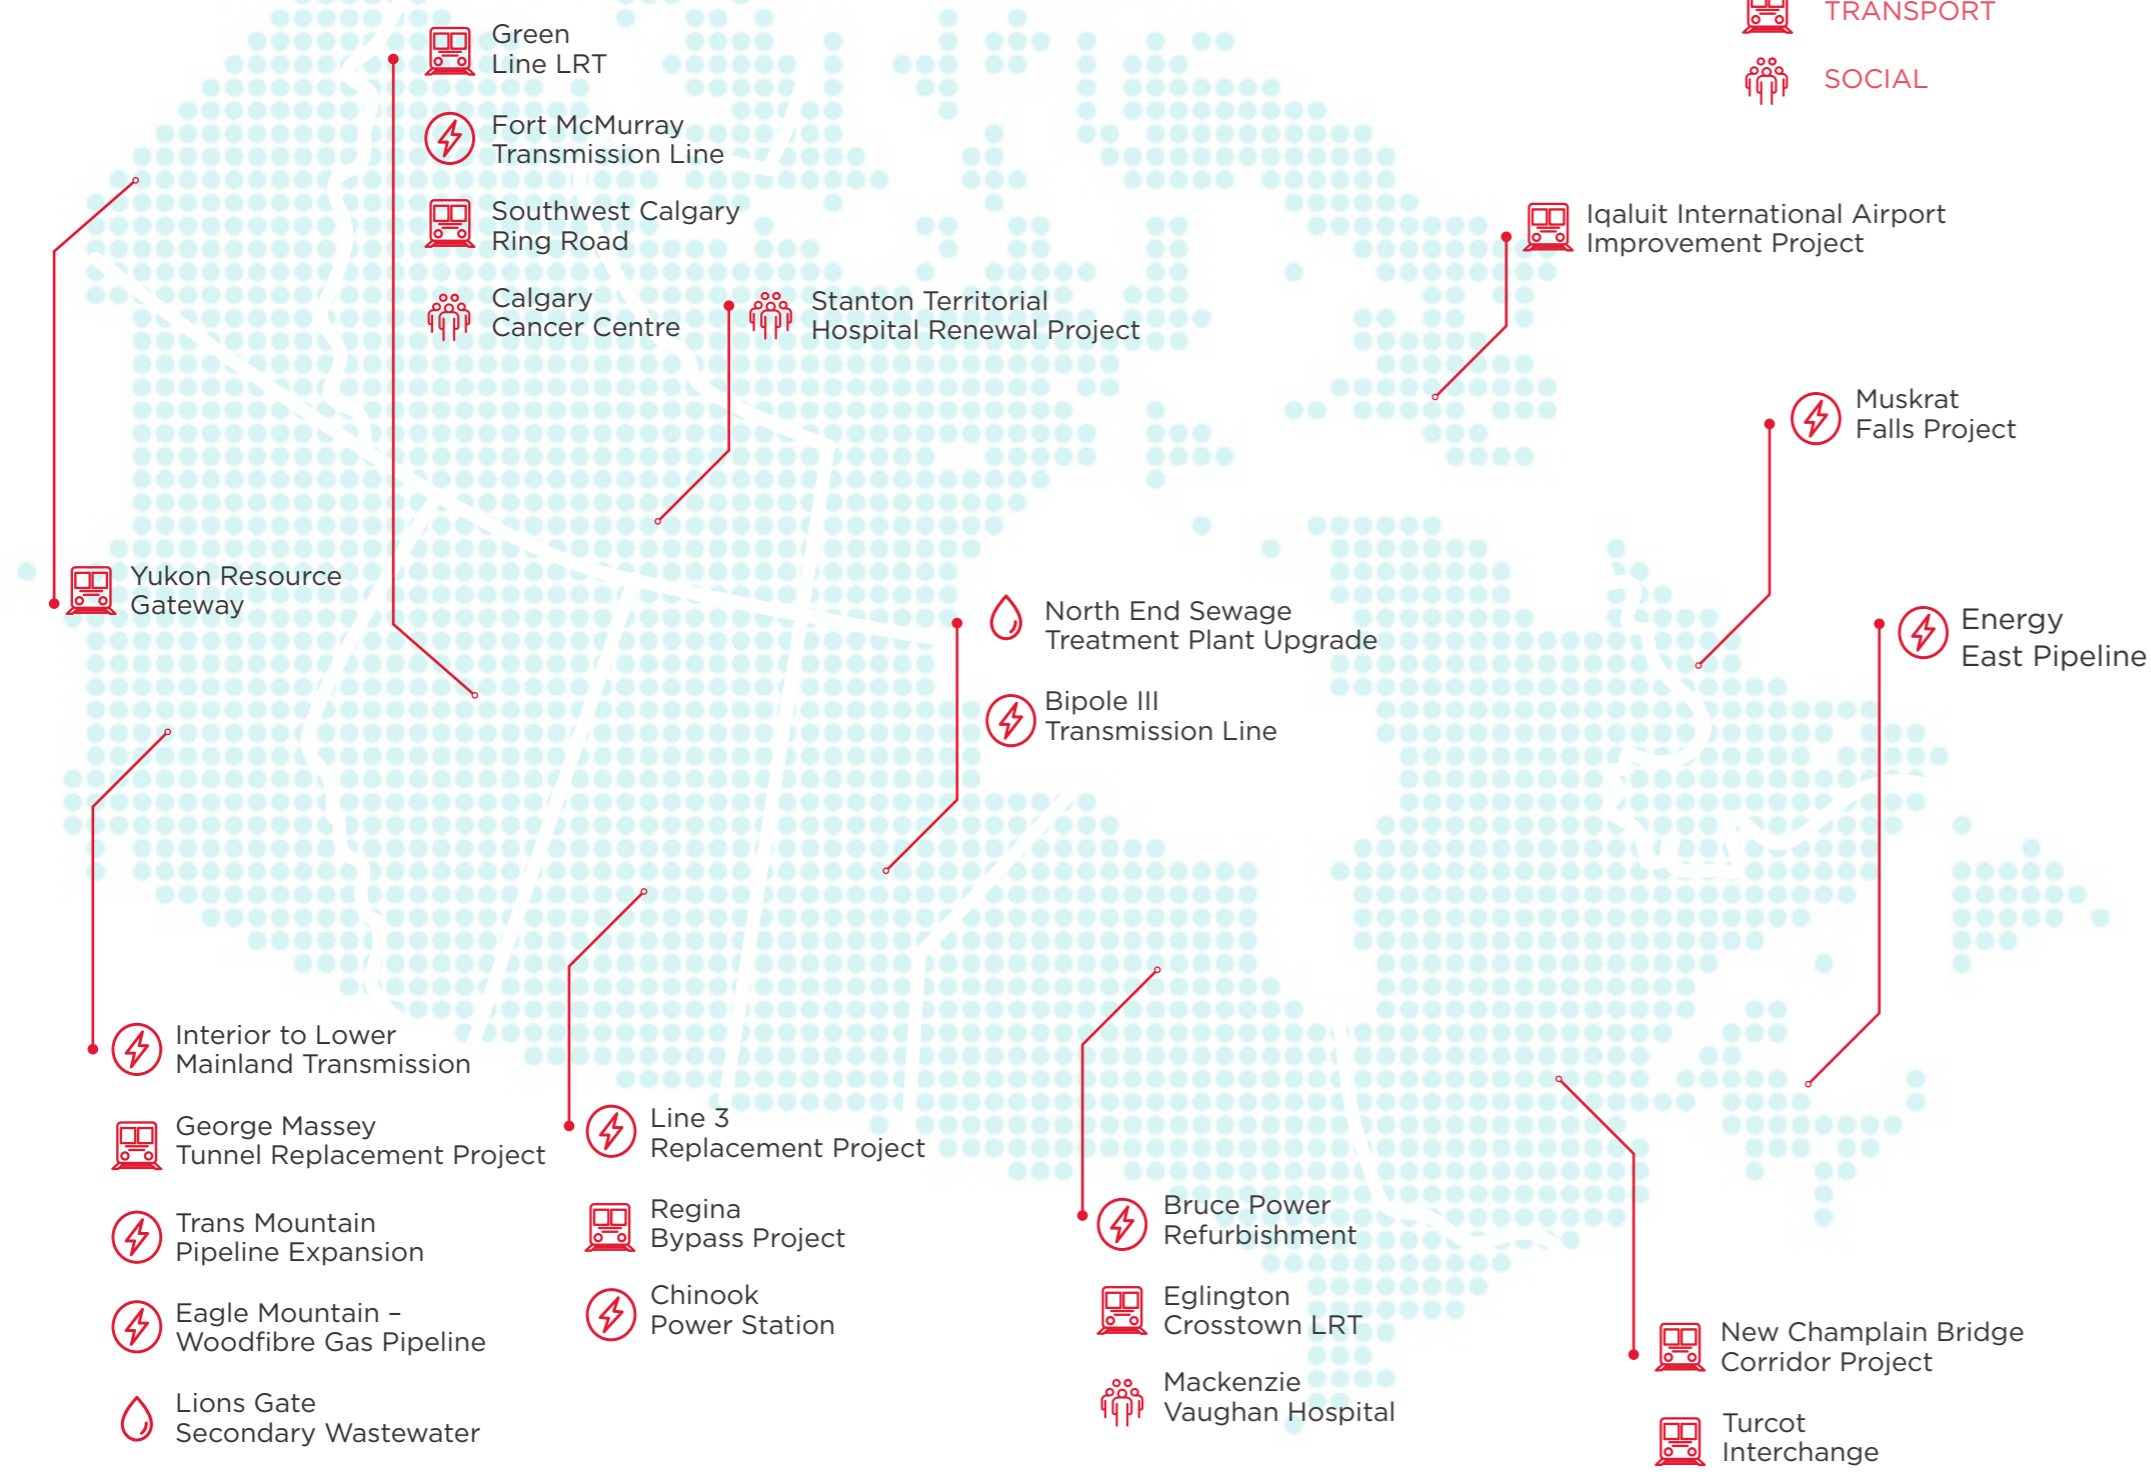 TRANSPORT
SOCIAL
Green
Line LRT
Fort McMurray
Transmission Line
Southwest Calgary
Ring Road
Calgary
Cancer Centre
Stanton Territorial
Hospital Renewal Project
Iqaluit International Airport
Improvement Project
Muskrat
Falls Project
Yukon Resource
Gateway
North End Sewage
Treatment Plant Upgrade
Bipole III
Transmission Line
Energy
East Pipeline
Interior to Lower
Mainland Transmission
George Massey
Tunnel Replacement Project
Trans Mountain
Pipeline Expansion
Eagle Mountain –
Woodfibre Gas Pipeline
Lions Gate
Secondary Wastewater
Line 3
Replacement Project
Regina
Bypass Project
Chinook
Power Station
Bruce Power
Refurbishment
Eglington
Crosstown LRT
Mackenzie
Vaughan Hospital
New Champlain Bridge
Corridor Project
Turcot
Interchange